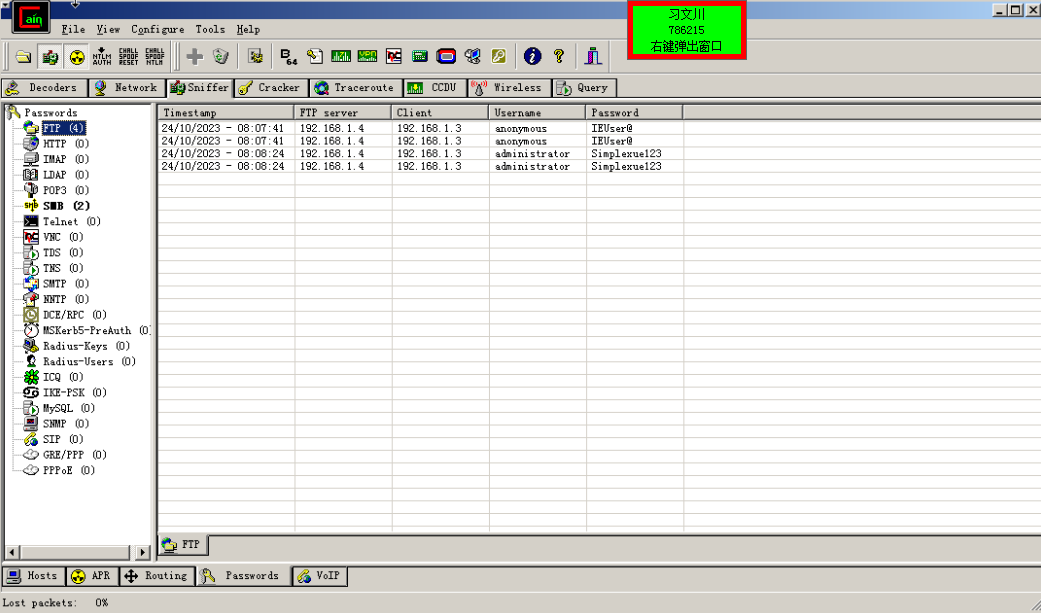 Cain
习文川
786215
右键弹出窗口
File View Configure Tools Help
NTLM AUTH CHALL SPOOF RESET CHALL SPOOF NTLM B64
Decoders Network Sniffer Cracker Traceroute CCDU Wireless Query
Passwords
FTP (4)
HTTP (0)
IMAP (0)
LDAP (0)
POP3 (0)
SMB (2)
Telnet (0)
VNC (0)
TDS (0)
TNS (0)
SMTP (0)
NNTP (0)
DCE/RPC (0)
MSKerb5-PreAuth (0)
Radius-Keys (0)
Radius-Users (0)
ICQ (0)
IKE-PSK (0)
MySQL (0)
SNMP (0)
SIP (0)
GRE/PPP (0)
PPPoE (0)
Timestamp FTP server Client Username Password
24/10/2023 - 08:07:41 192.168.1.4 192.168.1.3 anonymous IEUser@
24/10/2023 - 08:07:41 192.168.1.4 192.168.1.3 anonymous IEUser@
24/10/2023 - 08:08:24 192.168.1.4 192.168.1.3 administrator Simplexue123
24/10/2023 - 08:08:24 192.168.1.4 192.168.1.3 administrator Simplexue123
FTP
Hosts APR Routing Passwords VoIP
Lost packets: 0%